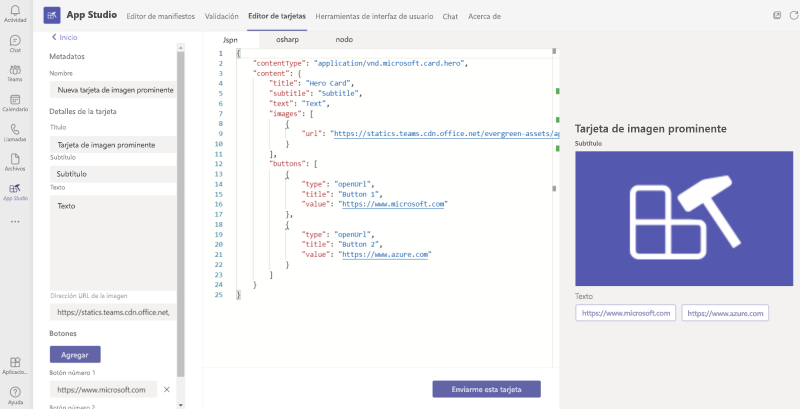 App Studio
Editor de manifiestos
Validación
Editor de tarjetas
Herramientas de interfaz de usuario
Chat
Acerca de
Actividad
Chat
Teams
Calendario
Llamadas
Archivos
App Studio
Aplicacio...
Ayuda
Inicio
Metadatos
Nombre
Nueva tarjeta de imagen prominente
Detalles de la tarjeta
Título
Tarjeta de imagen prominente
Subtítulo
Subtítulo
Texto
Texto
Dirección URL de la imagen
https://statics.teams.cdn.office.net,
Botones
Agregar
Botón número 1
https://www.microsoft.com
Botón número 2
Jspn
osharp
nodo
1 {
2 "contentType": "application/vnd.microsoft.card.hero",
3 "content": {
4 "title": "Hero Card",
5 "subtitle": "Subtitle",
6 "text": "Text",
7 "images": [
8 {
9 "url": "https://statics.teams.cdn.office.net/evergreen-assets/ap
10 }
11 ],
12 "buttons": [
13 {
14 "type": "openUrl",
15 "title": "Button 1",
16 "value": "https://www.microsoft.com"
17 },
18 {
19 "type": "openUrl",
20 "title": "Button 2",
21 "value": "https://www.azure.com"
22 }
23 ]
24 }
25 }
Enviarme esta tarjeta
Tarjeta de imagen prominente
Subtítulo
Texto
https://www.microsoft.com
https://www.azure.com